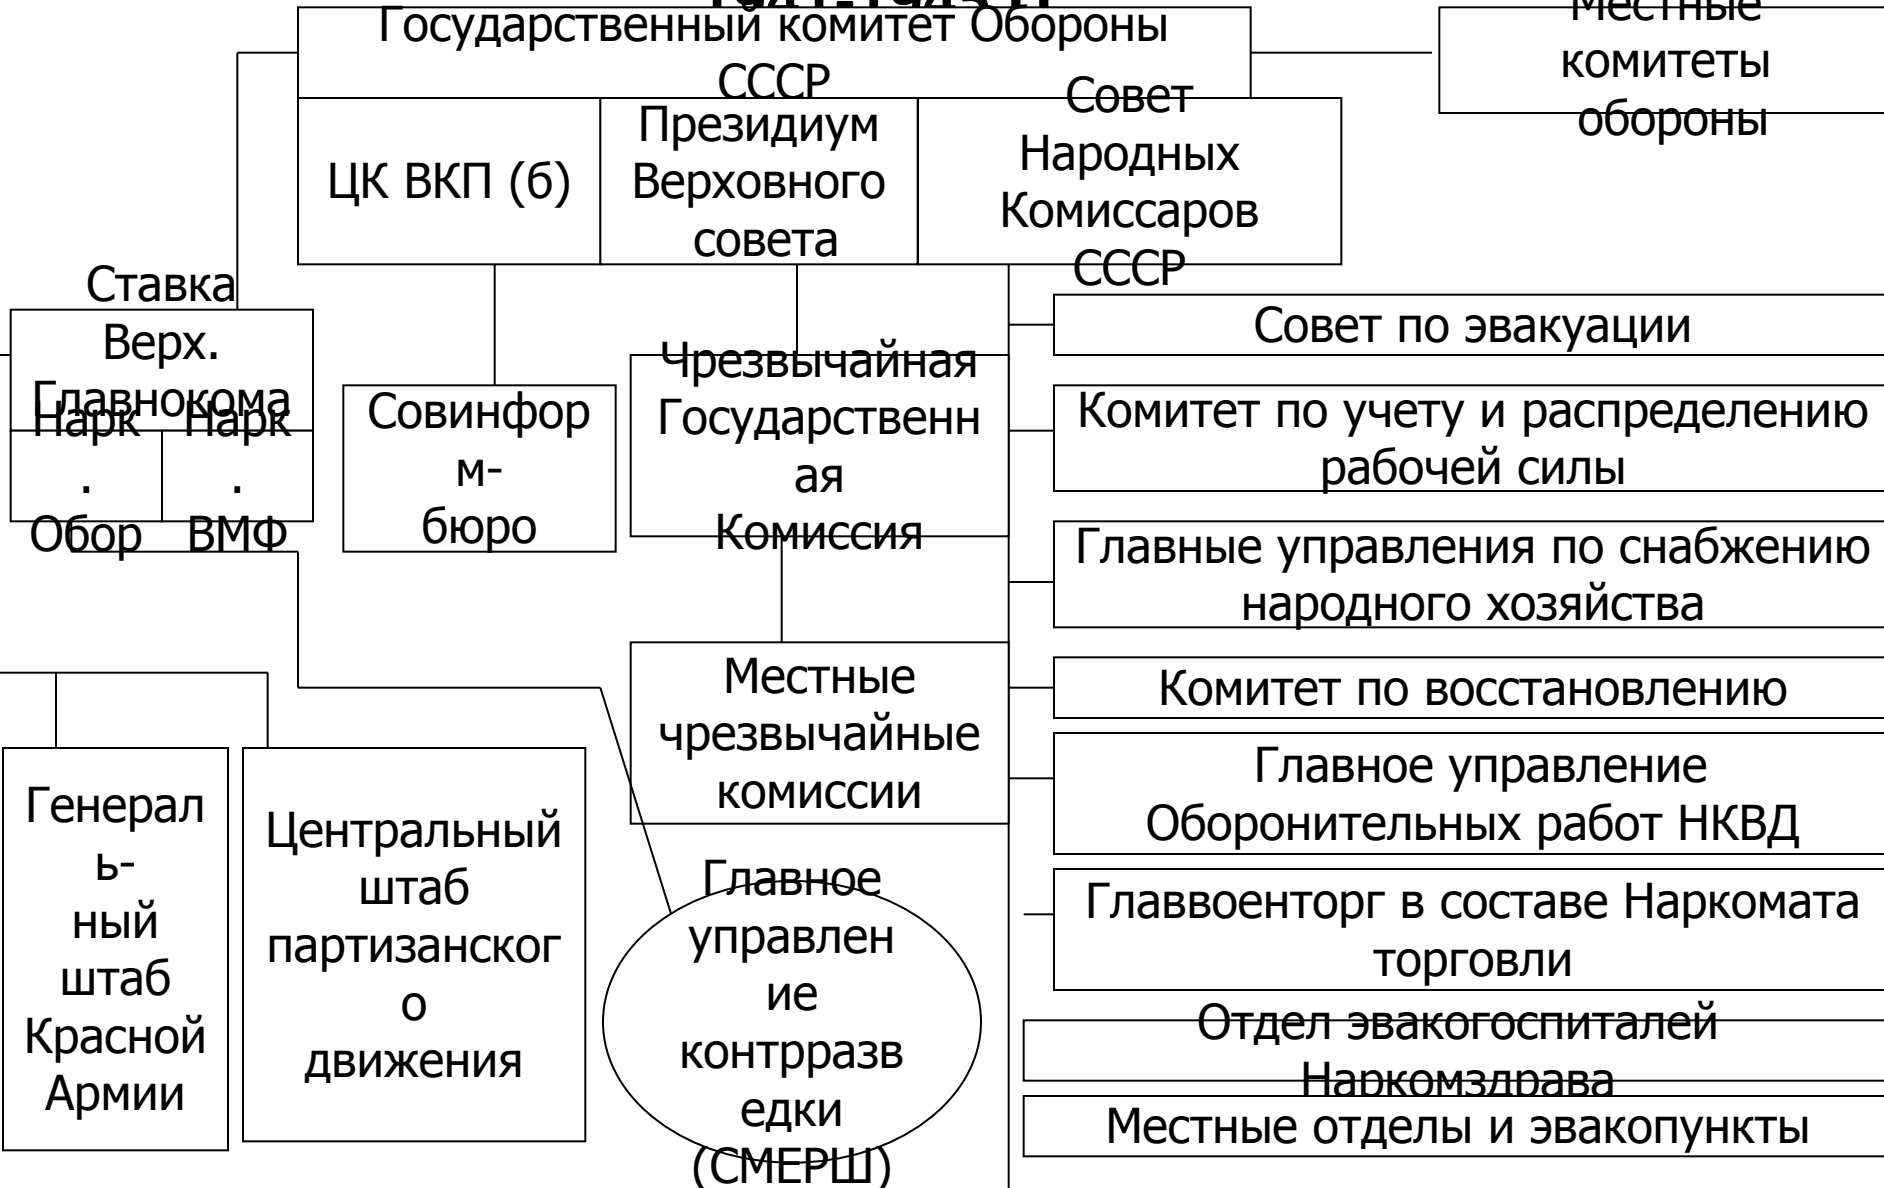 1941-1945 гг
Государственный комитет Обороны
СССР
Местные
комитеты
обороны
ЦК ВКП (б)
Президиум
Верховного
совета
Совет
Народных
Комиссаров
СССР
Ставка
Верх.
Главнокома
Нарк
.
Обор
Нарк
.
ВМФ
Совинфор
м-
бюро
Чрезвычайная
Государственн
ая
Комиссия
Совет по эвакуации
Комитет по учету и распределению
рабочей силы
Главные управления по снабжению
народного хозяйства
Местные
чрезвычайные
комиссии
Комитет по восстановлению
Главное управление
Оборонительных работ НКВД
Генерал
ь-
ный
штаб
Красной
Армии
Центральный
штаб
партизанског
о
движения
Главное
управлен
ие
контрразв
едки
(СМЕРШ)
Главвоенторг в составе Наркомата
торговли
Отдел эвакогоспиталей
Наркомздрава
Местные отделы и эвакопункты